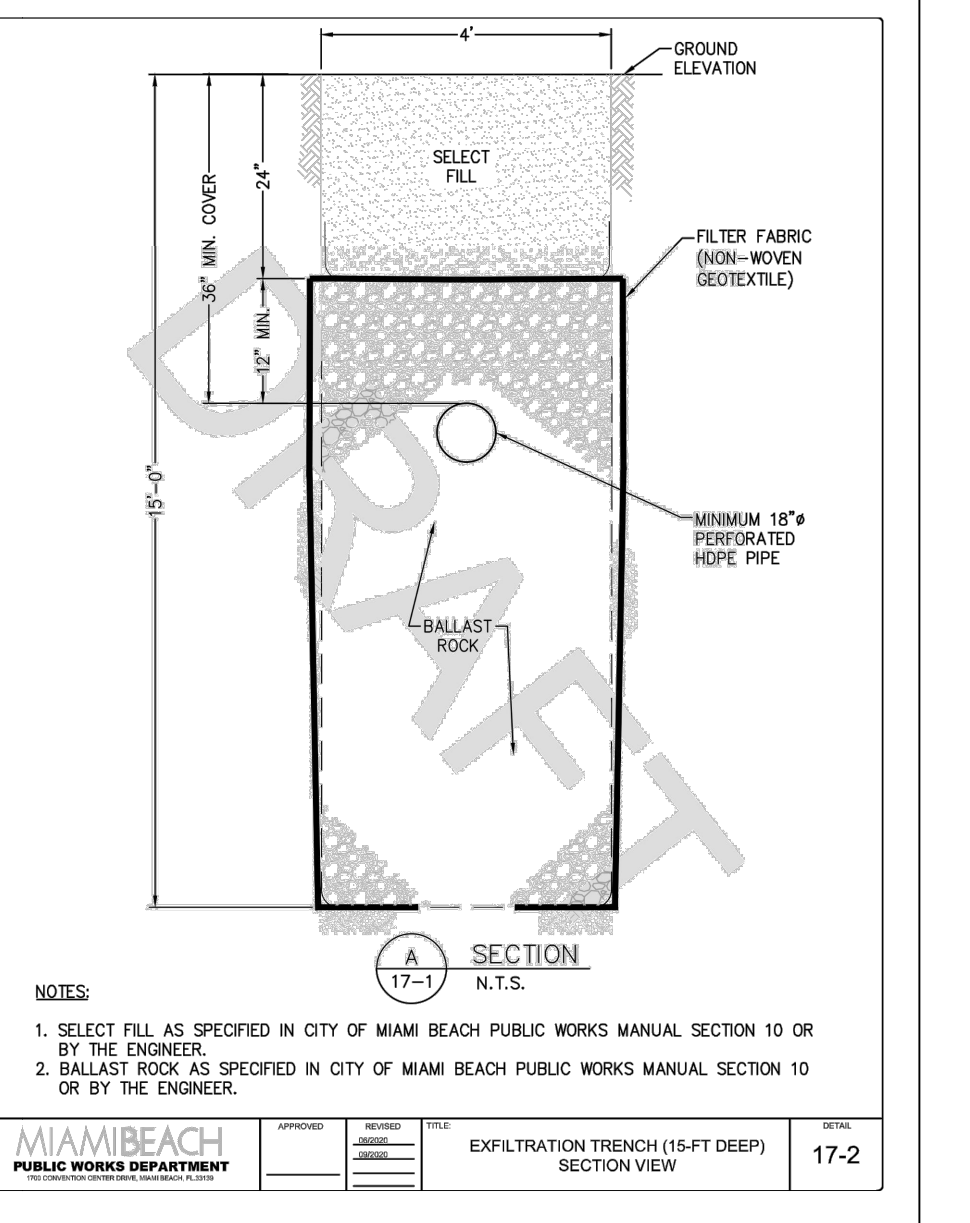 4'
GROUND
ELEVATION
SELECT
FILL
24"
36" MIN. COVER
12" MIN.
15'-0"
FILTER FABRIC
(NON-WOVEN
GEOTEXTILE)
MINIMUM 18"ø
PERFORATED
HDPE PIPE
BALLAST
ROCK
DRAFT
A
17-1
SECTION
N.T.S.
NOTES:
1. SELECT FILL AS SPECIFIED IN CITY OF MIAMI BEACH PUBLIC WORKS MANUAL SECTION 10 OR
BY THE ENGINEER.
2. BALLAST ROCK AS SPECIFIED IN CITY OF MIAMI BEACH PUBLIC WORKS MANUAL SECTION 10
OR BY THE ENGINEER.
MIAMIBEACH
PUBLIC WORKS DEPARTMENT
1700 CONVENTION CENTER DRIVE, MIAMI BEACH, FL.33139
APPROVED
REVISED
06/2020
09/2020
TITLE:
EXFILTRATION TRENCH (15-FT DEEP)
SECTION VIEW
DETAIL
17-2